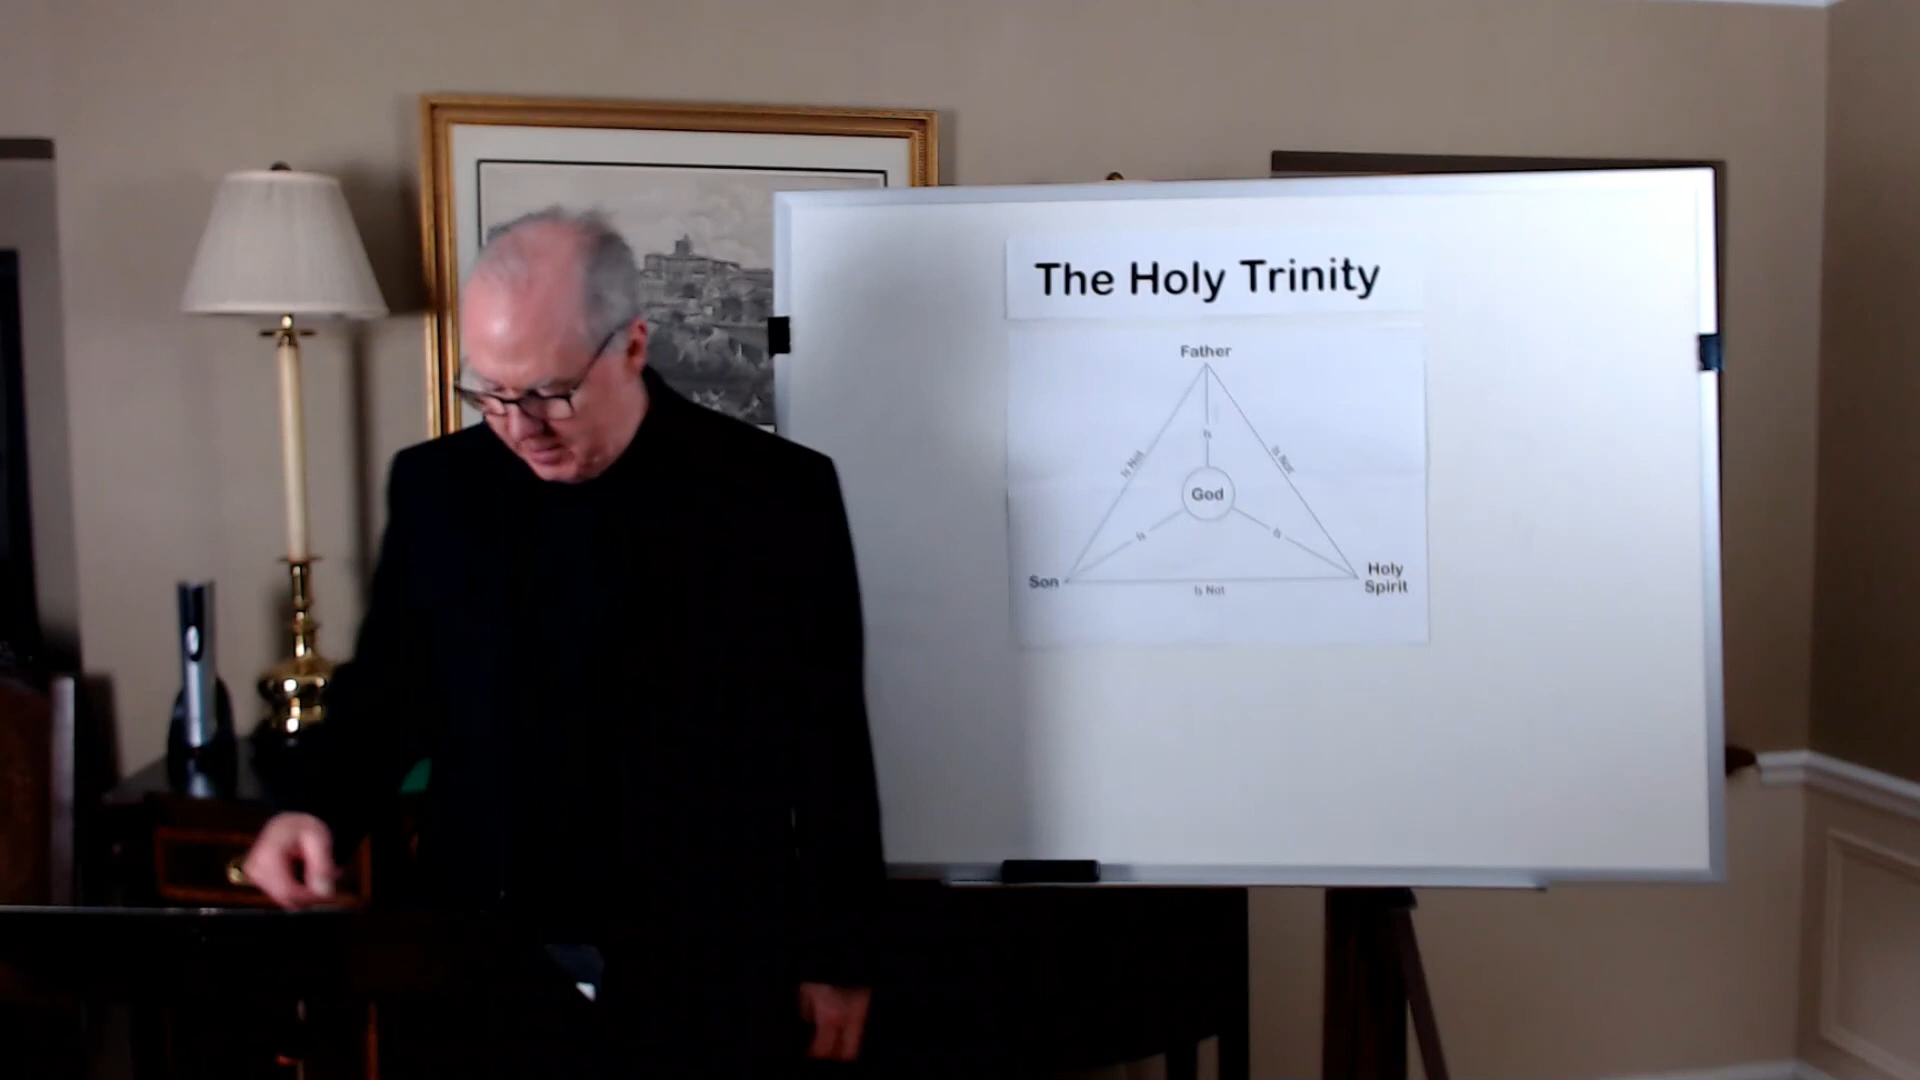 The Holy Trinity
Father
Is Not
Is
Is Not
God
Is
Is
Son
Holy
Spirit
Is Not